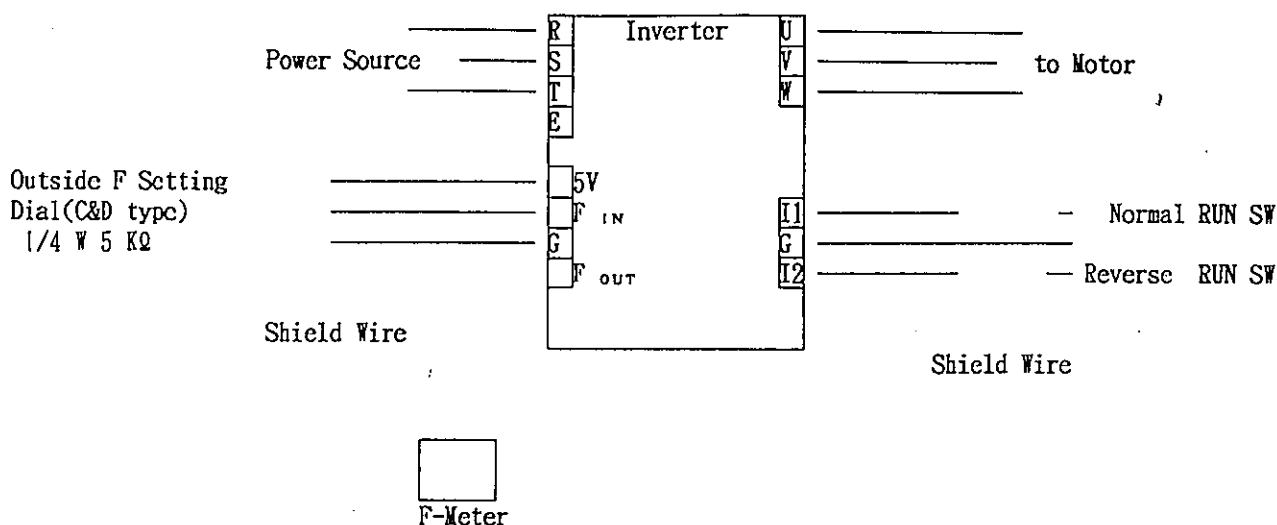 R Inverter U
Power Source S V to Motor
T W
E
Outside F Setting 5V
Dial(C&D type) F IN I1 Normal RUN SW
1/4 W 5 KΩ G G
F OUT I2 Reverse RUN SW
Shield Wire
Shield Wire
F-Meter